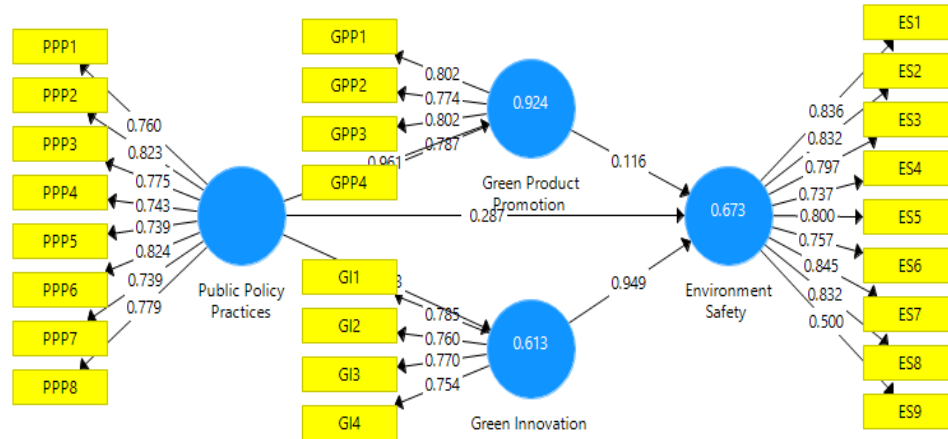 PPP1
PPP2
PPP3
PPP4
PPP5
PPP6
PPP7
PPP8
0.760
0.823
0.775
0.743
0.739
0.824
0.739
0.779
Public Policy
Practices
GPP1
GPP2
GPP3
GPP4
0.802
0.774
0.802
0.787
0.961
0.924
Green Product
Promotion
0.116
0.287
GI1
GI2
GI3
GI4
0.785
0.760
0.770
0.754
0.613
Green Innovation
0.949
0.673
Environment
Safety
0.836
0.832
0.797
0.737
0.800
0.757
0.845
0.832
0.500
ES1
ES2
ES3
ES4
ES5
ES6
ES7
ES8
ES9